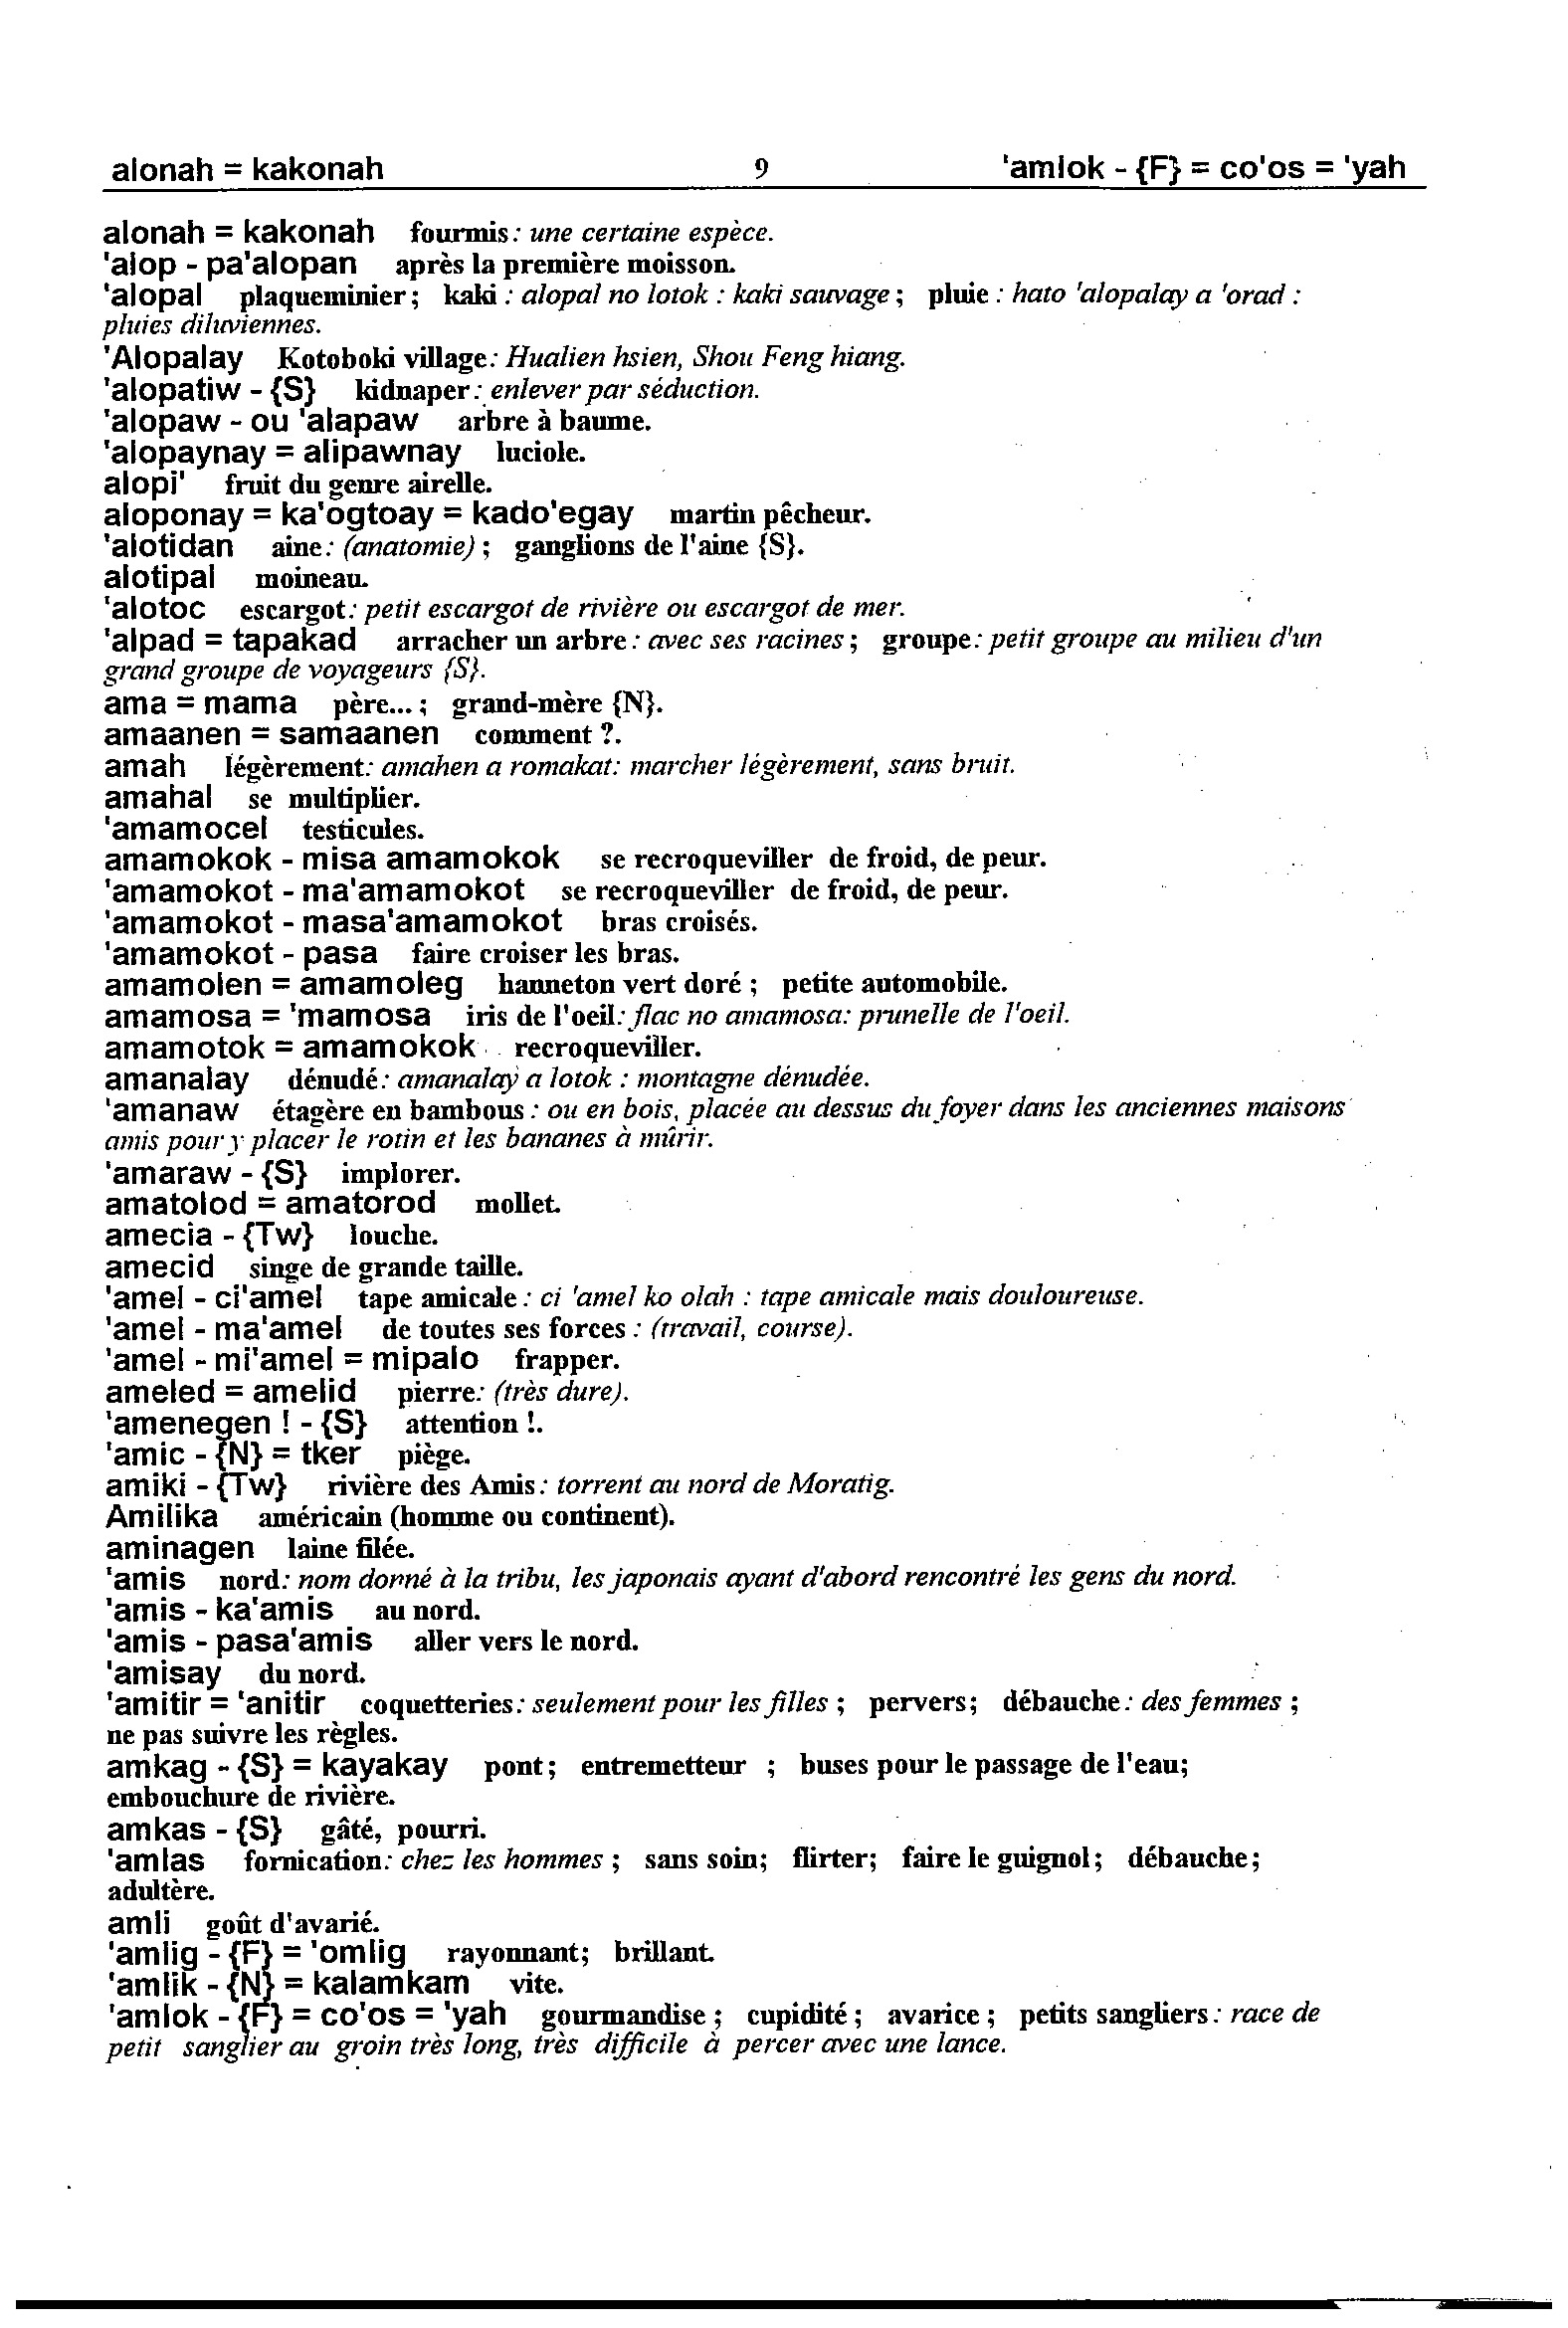 alonah = kakonah 9 'amlok - {F} = co'os = 'yah
alonah = kakonah fourmis : une certaine espèce.
'alop - pa'alopan après la première moisson.
'alopal plaqueminier ; kaki : alopal no lotok : kaki sauvage ; pluie : hato 'alopalay a 'orad :
pluies diluviennes.
'Alopalay Kotoboki village : Hualien hsien, Shou Feng hiang.
'alopatiw - {S} kidnaper : enlever par séduction.
'alopaw - ou 'alapaw arbre à baume.
'alopaynay = alipawnay luciole.
alopi' fruit du genre airelle.
aloponay = ka'ogtoay = kado'egay martin pêcheur.
'alotidan aine : (anatomie) ; ganglions de l'aine {S}.
alotipal moineau.
'alotoc escargot : petit escargot de rivière ou escargot de mer.
'alpad = tapakad arracher un arbre : avec ses racines ; groupe : petit groupe au milieu d'un
grand groupe de voyageurs {S}.
ama = mama père... ; grand-mère {N}.
amaanen = samaanen comment ?.
amah légèrement : amahen a romakat: marcher légèrement, sans bruit.
amahal se multiplier.
'amamocel testicules.
amamokok - misa amamokok se recroqueviller de froid, de peur.
'amamokot - ma'amamokot se recroqueviller de froid, de peur.
'amamokot - masa'amamokot bras croisés.
'amamokot - pasa faire croiser les bras.
amamolen = amamoleg hanneton vert doré ; petite automobile.
amamosa = 'mamosa iris de l'oeil : flac no amamosa: prunelle de l'oeil.
amamotok = amamokok recroqueviller.
amanalay dénudé : amanalay a lotok : montagne dénudée.
'amanaw étagère en bambous : ou en bois, placée au dessus du foyer dans les anciennes maisons
amis pour y placer le rotin et les bananes à mûrir.
'amaraw - {S} implorer.
amatolod = amatorod mollet.
amecia - {Tw} louche.
amecid singe de grande taille.
'amel - ci'amel tape amicale : ci 'amel ko olah : tape amicale mais douloureuse.
'amel - ma'amel de toutes ses forces : (travail, course).
'amel - mi'amel = mipalo frapper.
ameled = amelid pierre : (très dure).
'amenegen ! - {S} attention !.
'amic - {N} = tker piège.
amiki - {Tw} rivière des Amis : torrent au nord de Moratig.
Amilika américain (homme ou continent).
aminagen laine filée.
'amis nord : nom donné à la tribu, les japonais ayant d'abord rencontré les gens du nord.
'amis - ka'amis au nord.
'amis - pasa'amis aller vers le nord.
'amisay du nord.
'amitir = 'anitir coquetteries : seulement pour les filles ; pervers ; débauche : des femmes ;
ne pas suivre les règles.
amkag - {S} = kayakay pont ; entremetteur ; buses pour le passage de l'eau;
embouchure de rivière.
amkas - {S} gâté, pourri.
'amlas fornication : chez les hommes ; sans soin; flirter; faire le guignol ; débauche ;
adultère.
amli goût d'avarié.
'amlig - {F} = 'omlig rayonnant; brillant.
'amlik - {N} = kalamkam vite.
'amlok - {F} = co'os = 'yah gourmandise ; cupidité ; avarice ; petits sangliers : race de
petit sanglier au groin très long, très difficile à percer avec une lance.